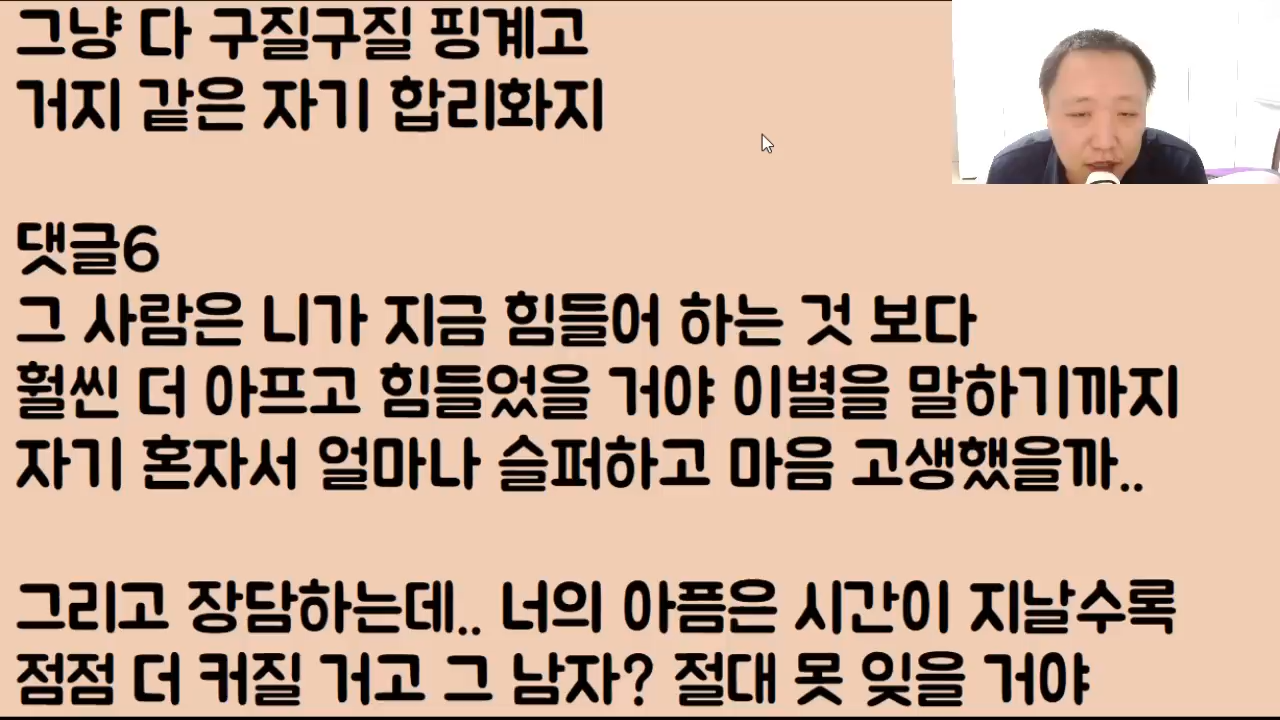 그냥 다 구질구질 핑계고
거지 같은 자기 합리화지
댓글6
그 사람은 니가 지금 힘들어 하는 것 보다
훨씬 더 아프고 힘들었을 거야 이별을 말하기까지
자기 혼자서 얼마나 슬퍼하고 마음 고생했을까..
그리고 장담하는데.. 너의 아픔은 시간이 지날수록
점점 더 커질 거고 그 남자? 절대 못 잊을 거야